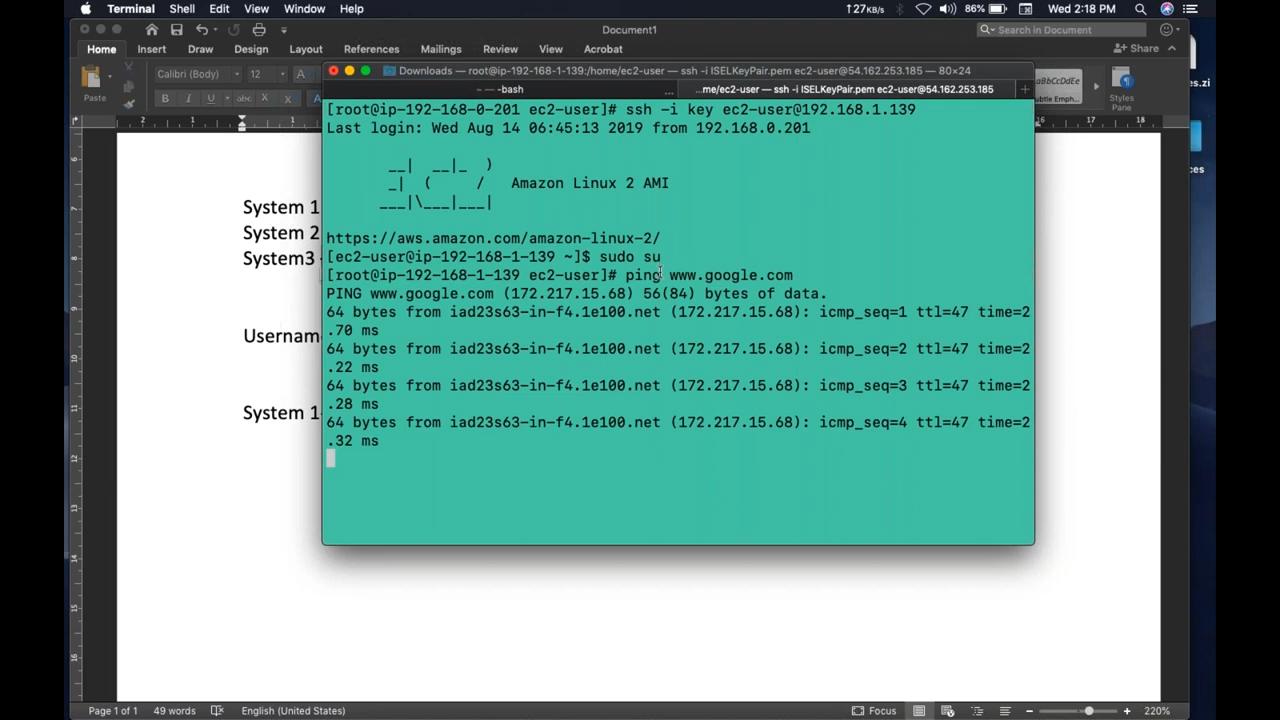 Terminal Shell Edit View Window Help ↑27KB/s 86% Wed 2:18 PM
Document1
Search in Document
Home Insert Draw Design Layout References Mailings Review View Acrobat Share
Paste Calibri (Body) 12
B I U abc X X A
Subtle Emph...
Styles Pane
Downloads — root@ip-192-168-1-139:/home/ec2-user — ssh -i ISELKeyPair.pem ec2-user@54.162.253.185 — 80×24
~ — -bash
...me/ec2-user — ssh -i ISELKeyPair.pem ec2-user@54.162.253.185
[root@ip-192-168-0-201 ec2-user]# ssh -i key ec2-user@192.168.1.139
Last login: Wed Aug 14 06:45:13 2019 from 192.168.0.201
__| __|_ )
_| ( / Amazon Linux 2 AMI
___|\___|___|
https://aws.amazon.com/amazon-linux-2/
[ec2-user@ip-192-168-1-139 ~]$ sudo su
[root@ip-192-168-1-139 ec2-user]# ping www.google.com
PING www.google.com (172.217.15.68) 56(84) bytes of data.
64 bytes from iad23s63-in-f4.1e100.net (172.217.15.68): icmp_seq=1 ttl=47 time=2
.70 ms
64 bytes from iad23s63-in-f4.1e100.net (172.217.15.68): icmp_seq=2 ttl=47 time=2
.22 ms
64 bytes from iad23s63-in-f4.1e100.net (172.217.15.68): icmp_seq=3 ttl=47 time=2
.28 ms
64 bytes from iad23s63-in-f4.1e100.net (172.217.15.68): icmp_seq=4 ttl=47 time=2
.32 ms
System 1
System 2
System3 -
Usernam
System 1
Page 1 of 1 49 words English (United States) Focus 220%